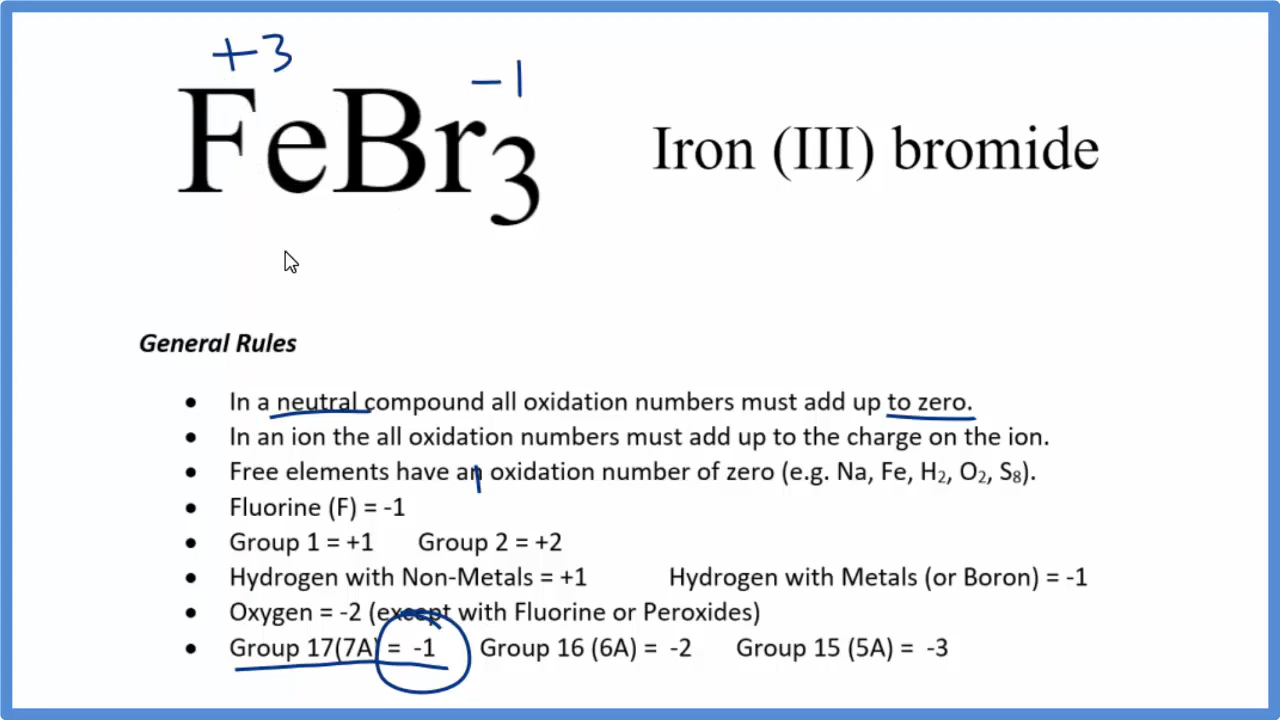 +3
-1
FeBr₃ Iron (III) bromide
General Rules
• In a neutral compound all oxidation numbers must add up to zero.
• In an ion the all oxidation numbers must add up to the charge on the ion.
• Free elements have an oxidation number of zero (e.g. Na, Fe, H₂, O₂, S₈).
• Fluorine (F) = -1
• Group 1 = +1 Group 2 = +2
• Hydrogen with Non-Metals = +1 Hydrogen with Metals (or Boron) = -1
• Oxygen = -2 (except with Fluorine or Peroxides)
• Group 17(7A) = -1 Group 16 (6A) = -2 Group 15 (5A) = -3